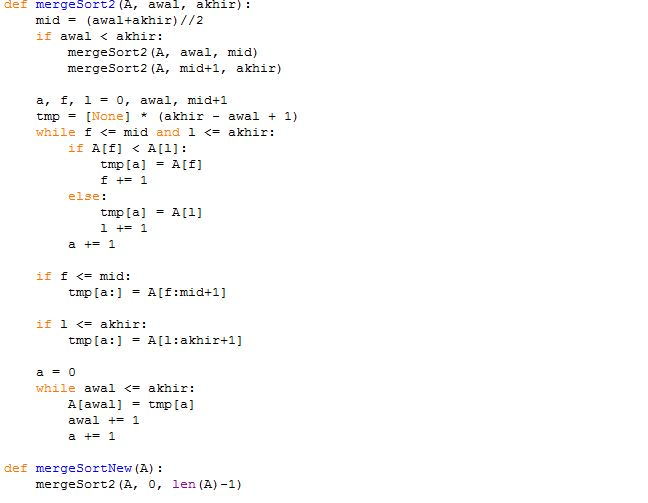 def mergeSort2(A, awal, akhir):
    mid = (awal+akhir)//2
    if awal < akhir:
        mergeSort2(A, awal, mid)
        mergeSort2(A, mid+1, akhir)

    a, f, l = 0, awal, mid+1
    tmp = [None] * (akhir - awal + 1)
    while f <= mid and l <= akhir:
        if A[f] < A[l]:
            tmp[a] = A[f]
            f += 1
        else:
            tmp[a] = A[l]
            l += 1
        a += 1

    if f <= mid:
        tmp[a:] = A[f:mid+1]

    if l <= akhir:
        tmp[a:] = A[l:akhir+1]

    a = 0
    while awal <= akhir:
        A[awal] = tmp[a]
        awal += 1
        a += 1

def mergeSortNew(A):
    mergeSort2(A, 0, len(A)-1)